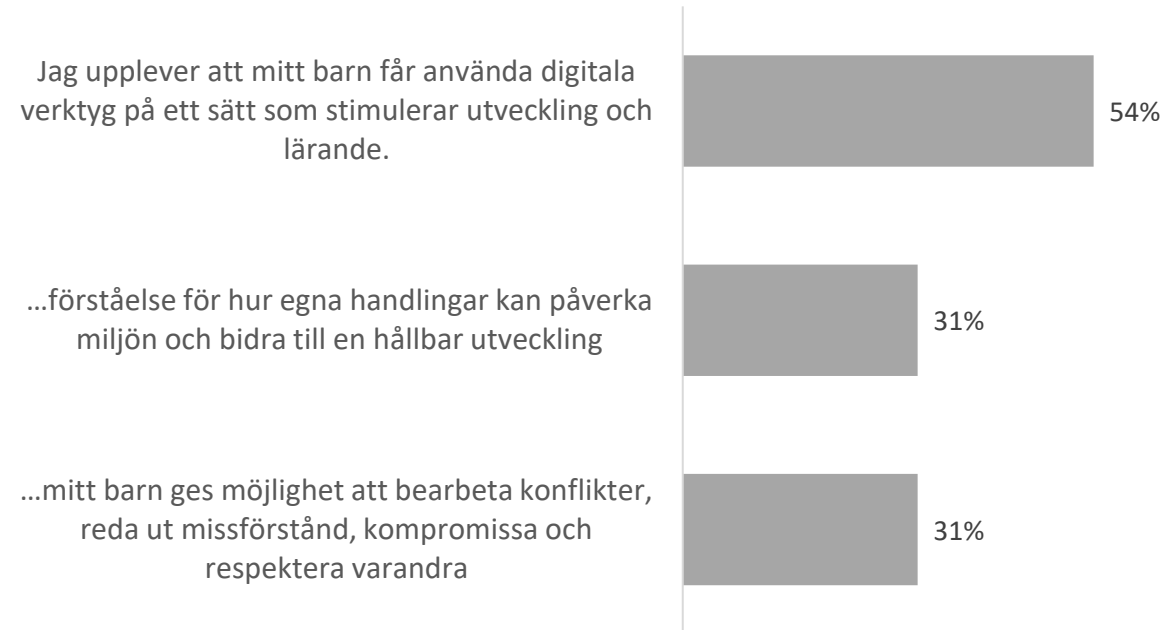 Jag upplever att mitt barn får använda digitala
verktyg på ett sätt som stimulerar utveckling och
lärande.
54%
...förståelse för hur egna handlingar kan påverka
miljön och bidra till en hållbar utveckling
31%
...mitt barn ges möjlighet att bearbeta konflikter,
reda ut missförstånd, kompromissa och
respektera varandra
31%